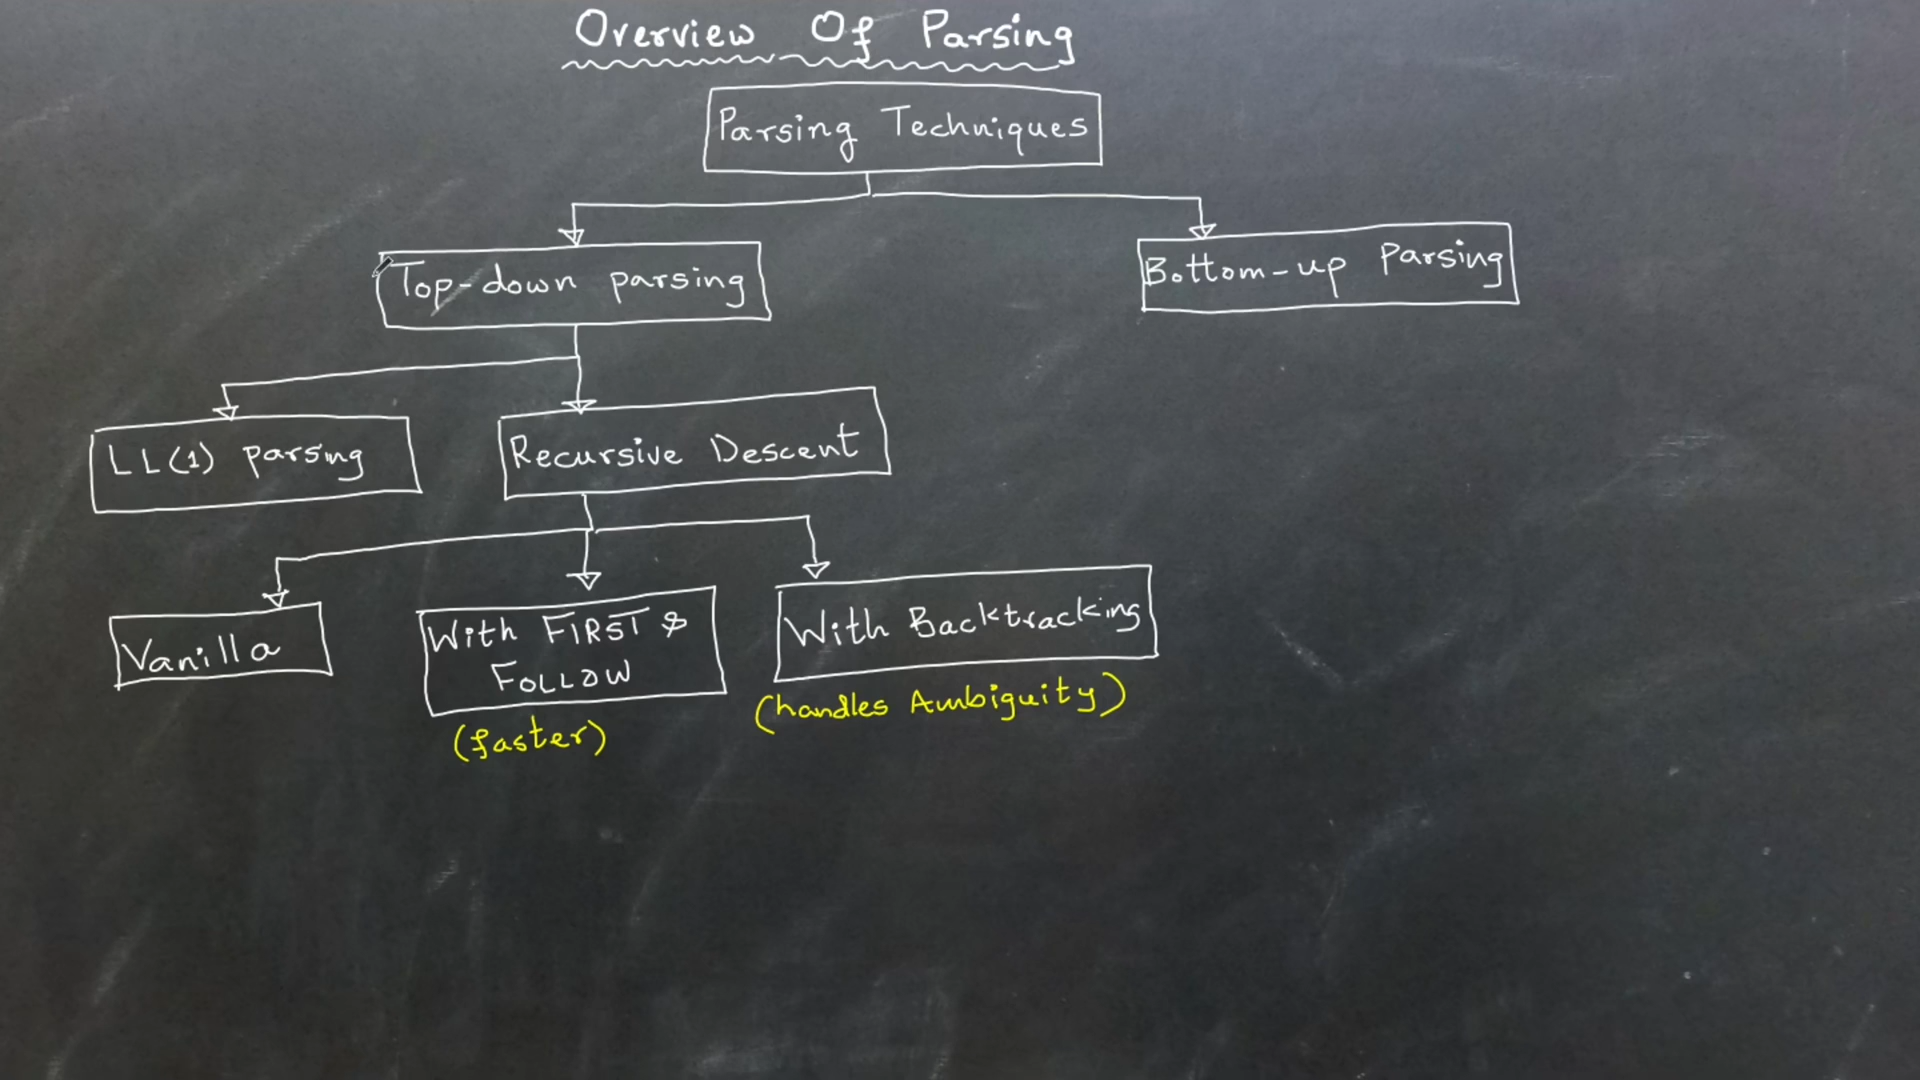 Overview Of Parsing
Parsing Techniques
Top-down parsing
Bottom-up Parsing
LL(1) parsing
Recursive Descent
Vanilla
With FIRST &
FOLLOW
(faster)
With Backtracking
(handles Ambiguity)